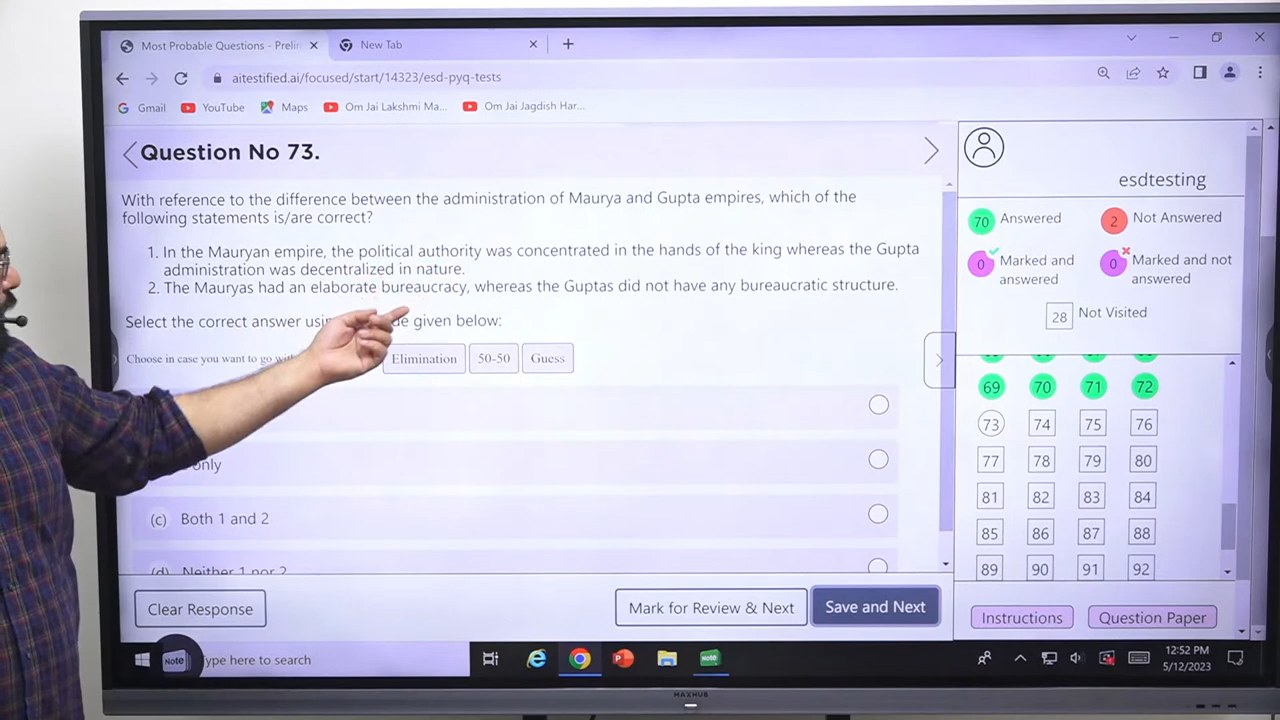 Most Probable Questions - Prelin
New Tab
aitestified.ai/focused/start/14323/esd-pyq-tests
Gmail YouTube Maps Om Jai Lakshmi Ma... Om Jai Jagdish Har...
Question No 73.
With reference to the difference between the administration of Maurya and Gupta empires, which of the
following statements is/are correct?
1. In the Mauryan empire, the political authority was concentrated in the hands of the king whereas the Gupta
administration was decentralized in nature.
2. The Mauryas had an elaborate bureaucracy, whereas the Guptas did not have any bureaucratic structure.
Select the correct answer given below:
Choose in case you want to go
Elimination 50-50 Guess
only
(c) Both 1 and 2
(d) Neither 1 nor 2
Clear Response
Mark for Review & Next
Save and Next
esdtesting
70 Answered
2 Not Answered
0 Marked and
answered
0 Marked and not
answered
28 Not Visited
69 70 71 72
73 74 75 76
77 78 79 80
81 82 83 84
85 86 87 88
89 90 91 92
Instructions
Question Paper
Note
ype here to search
Note
12:52 PM
5/12/2023
MAXHUB